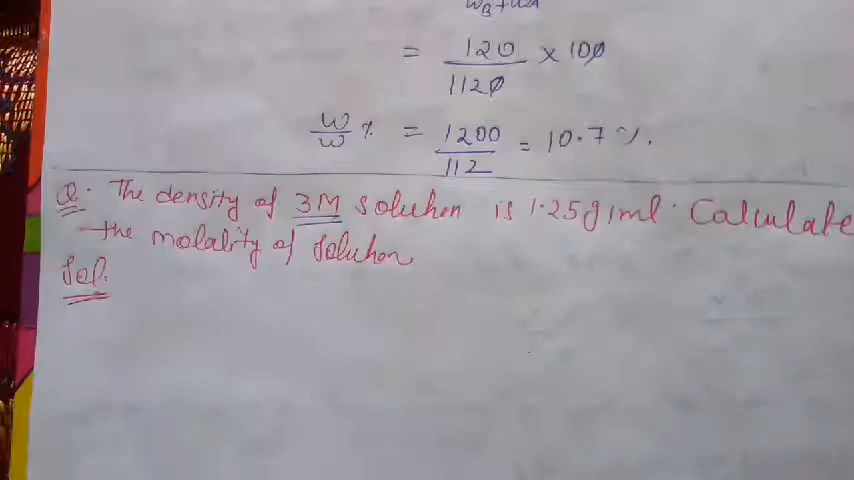 = 120 / 1120 × 100
w/w % = 1200 / 112 = 10.7 %.
Q. The density of 3M solution is 1.25g/ml. Calculate
the molality of solution
Sol.